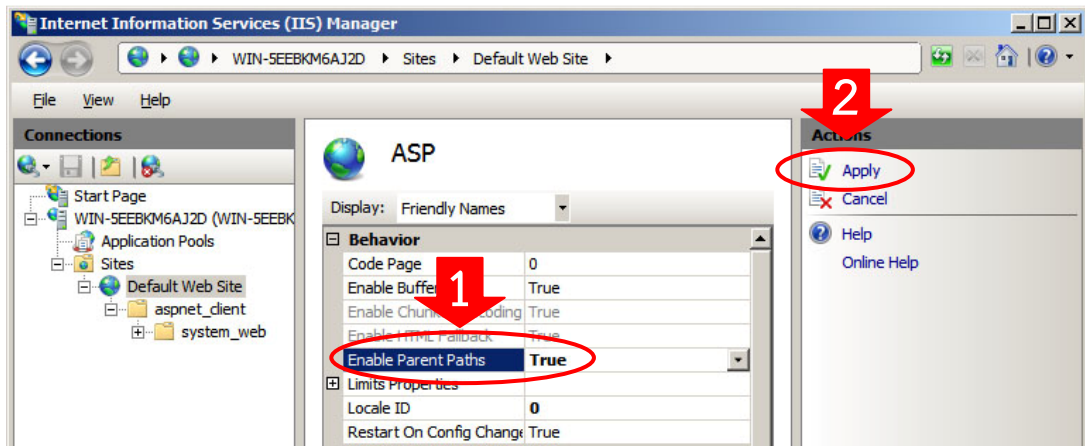 Internet Information Services (IIS) Manager
WIN-5EEBKM6AJ2D Sites Default Web Site
File View Help
Connections
Start Page
WIN-5EEBKM6AJ2D (WIN-5EEBK
Application Pools
Sites
Default Web Site
aspnet_client
system_web
ASP
Display: Friendly Names
Behavior
Code Page 0
Enable Buffe True
Enable Chun oding True
Enable HTML Fallback True
Enable Parent Paths True
Limits Properties
Locale ID 0
Restart On Config Change True
1
2
Actions
Apply
Cancel
Help
Online Help